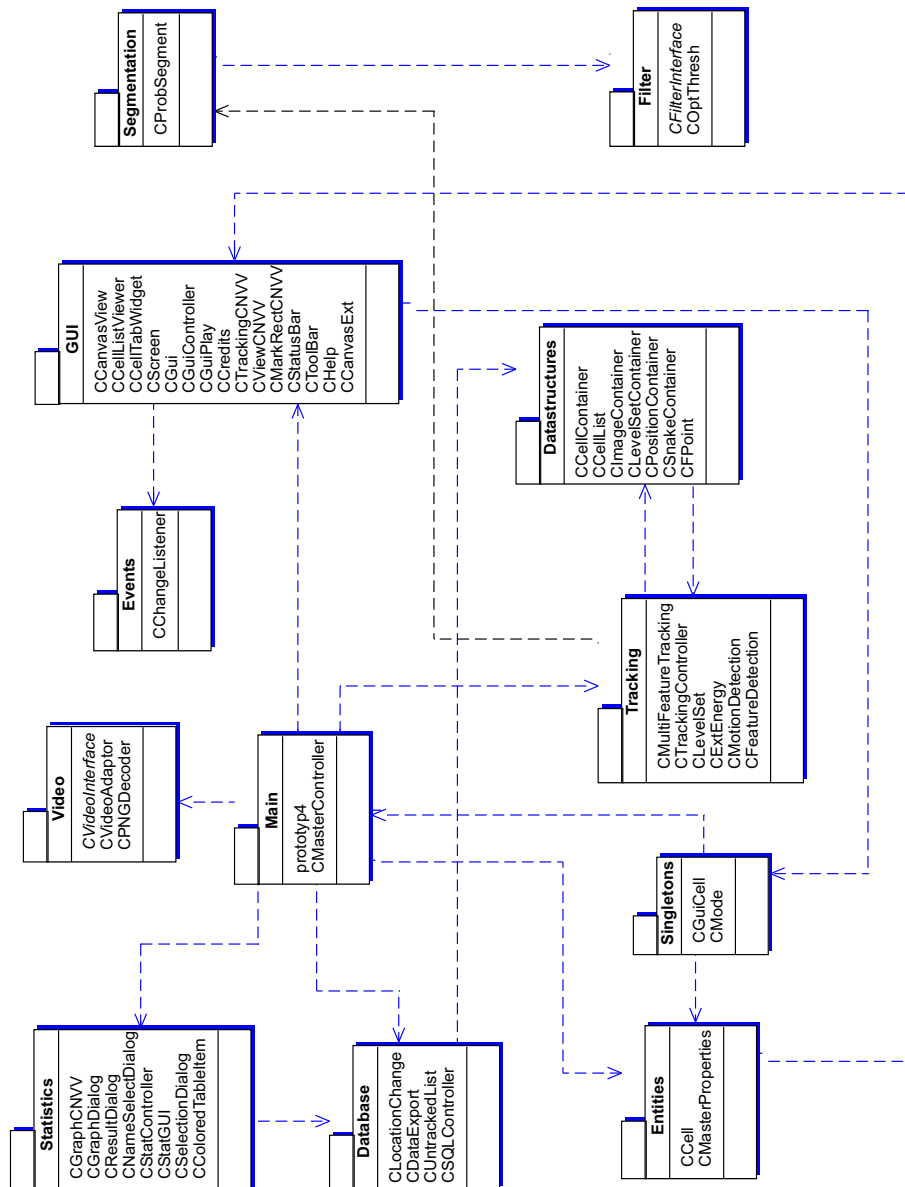 Segmentation
CProbSegment
Filter
CFilterInterface
COptThresh
GUI
CCanvasView
CCellListViewer
CCellTabWidget
CScreen
CGui
CGuiController
CGuiPlay
CCredits
CTrackingCNVV
CViewCNVV
CMarkRectCNVV
CStatusBar
CToolBar
CHelp
CCanvasExt
Datastructures
CCellContainer
CCellList
CImageContainer
CLevelSetContainer
CPositionContainer
CSnakeContainer
CFPoint
Events
CChangeListener
Tracking
CMultiFeatureTracking
CTrackingController
CLevelSet
CExtEnergy
CMotionDetection
CFeatureDetection
Video
CVideoInterface
CVideoAdaptor
CPNGDecoder
Main
prototyp4
CMasterController
Singletons
CGuiCell
CMode
Statistics
CGraphCNVV
CGraphDialog
CResultDialog
CNameSelectDialog
CStatController
CStatGUI
CSelectionDialog
CColoredTableItem
Database
CLocationChange
CDataExport
CUntrackedList
CSQLController
Entities
CCell
CMasterProperties